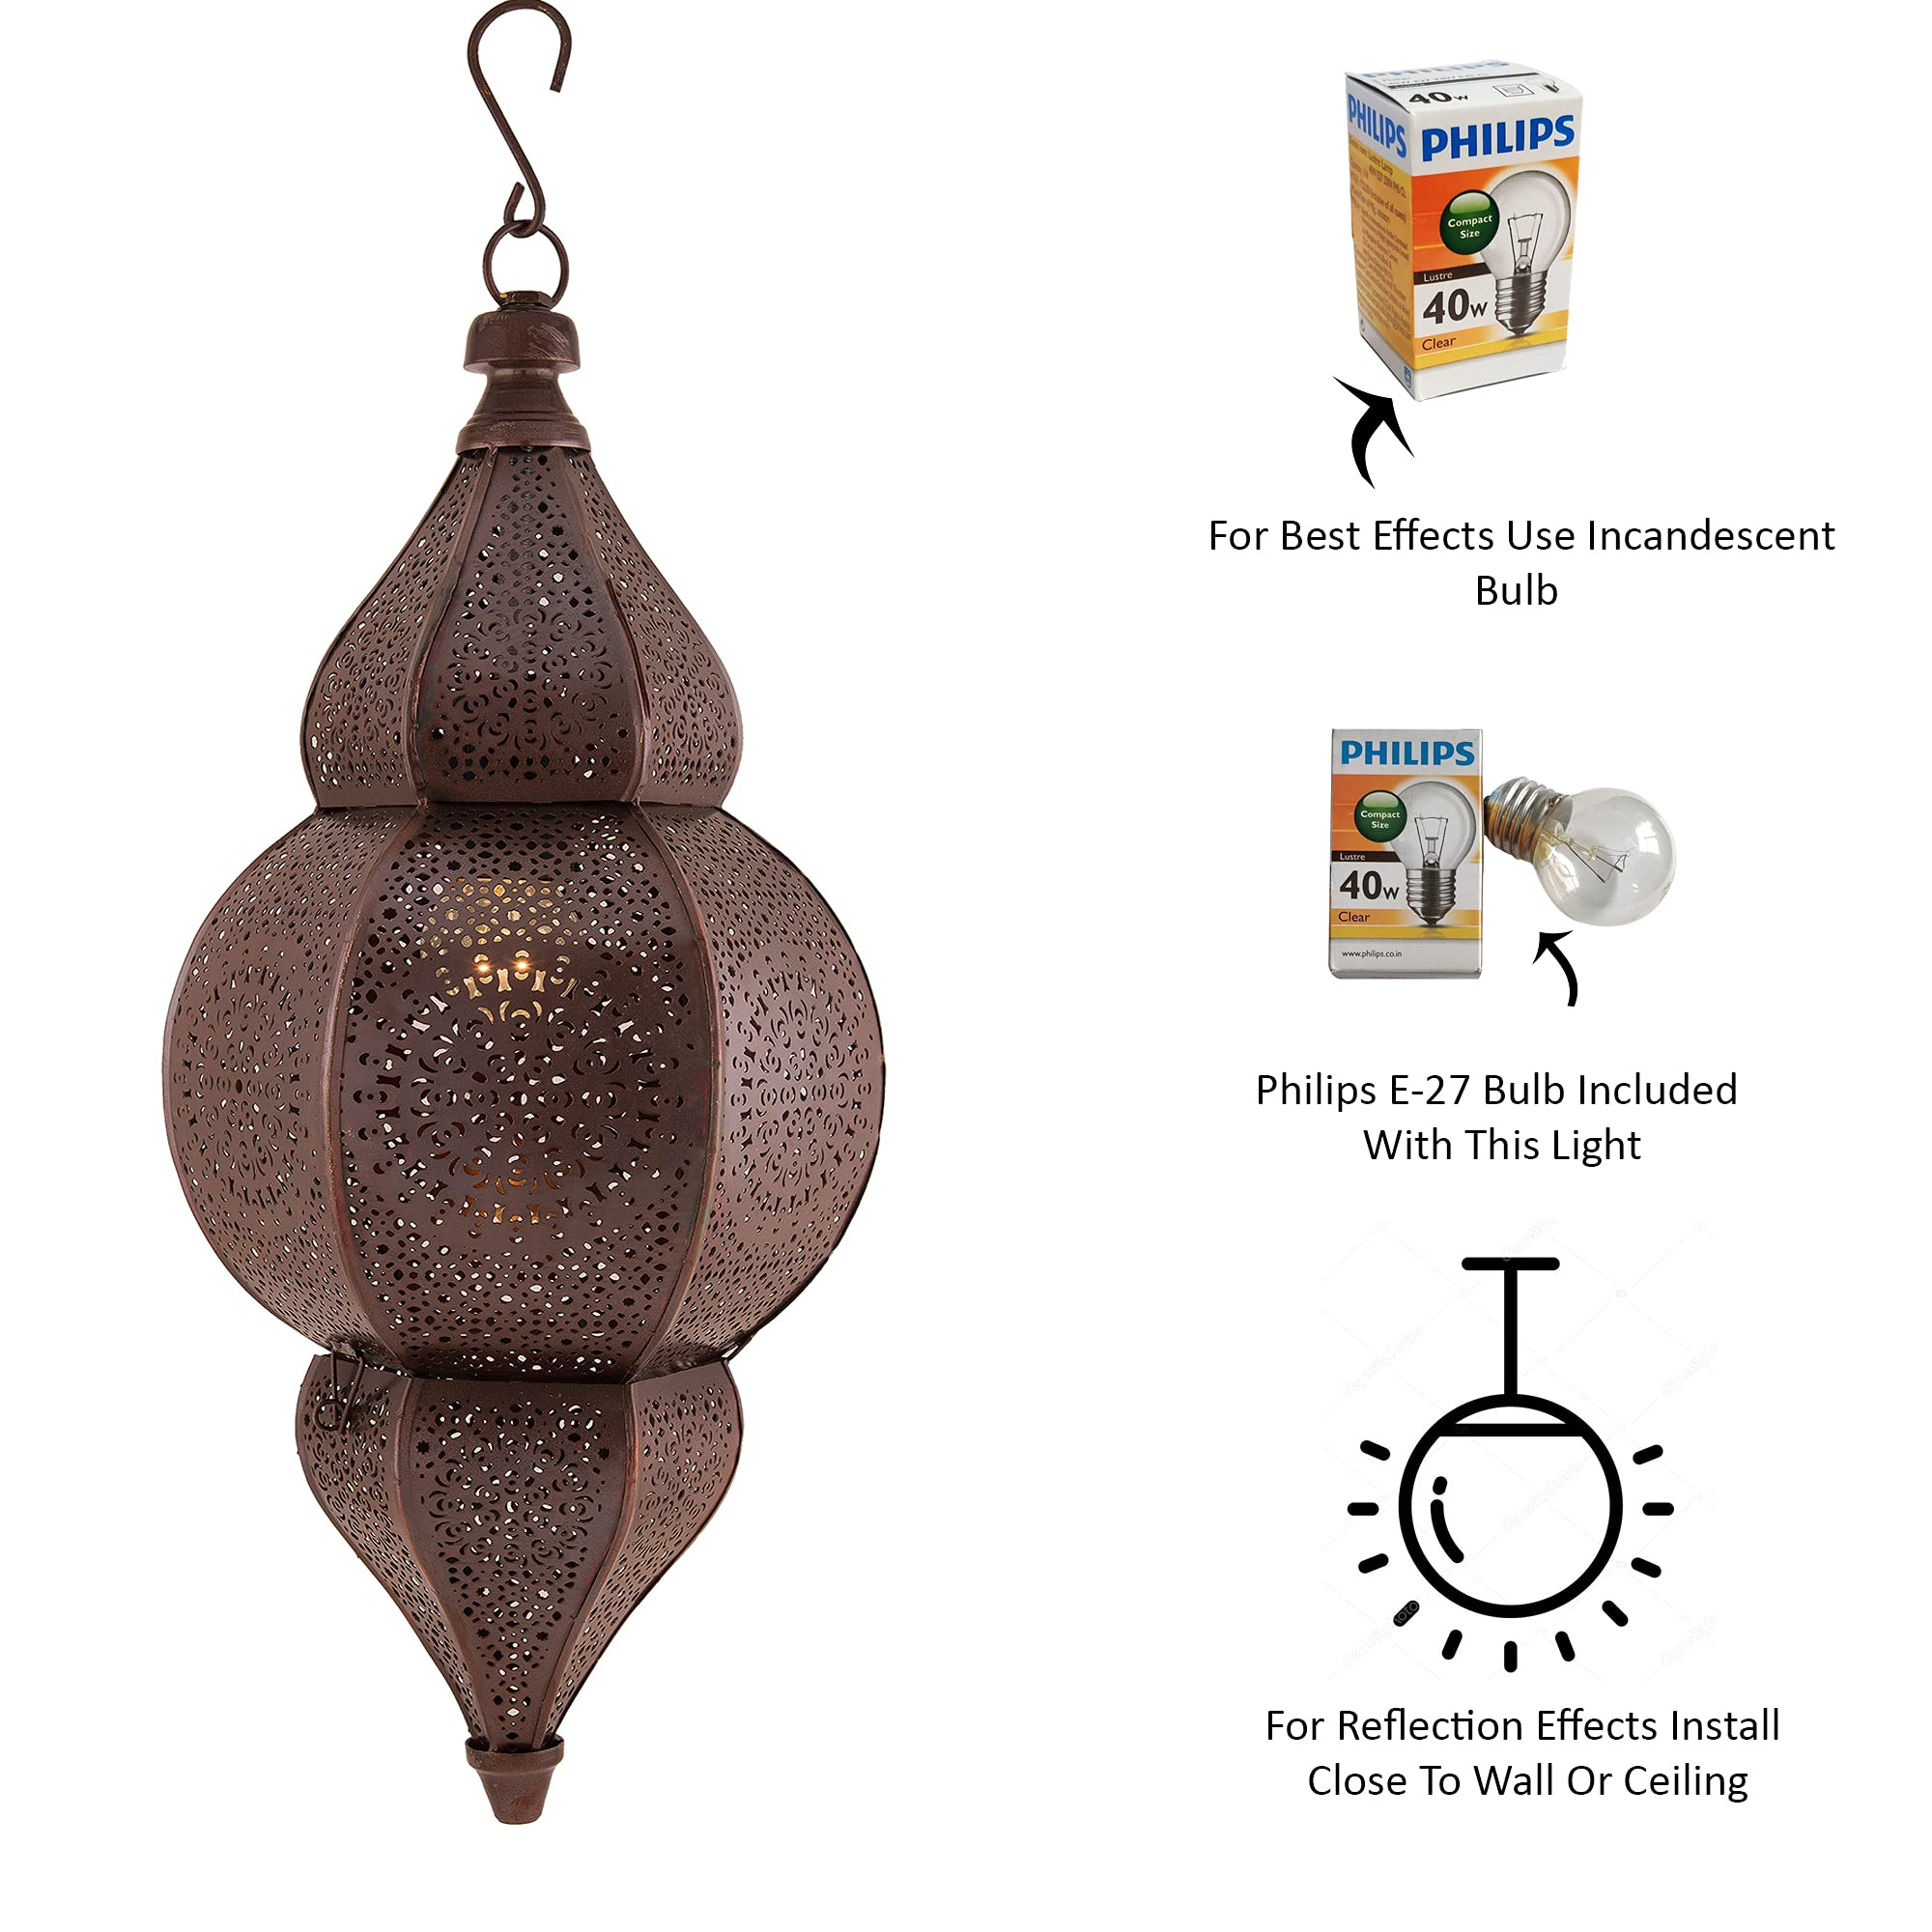 40w
PHILIPS
PHILIPS
Compact
Size
Lustre
40w
Clear
For Best Effects Use Incandescent
Bulb
PHILIPS
Compact
Size
Lustre
40w
Clear
www.philips.co.in
Philips E-27 Bulb Included
With This Light
For Reflection Effects Install
Close To Wall Or Ceiling